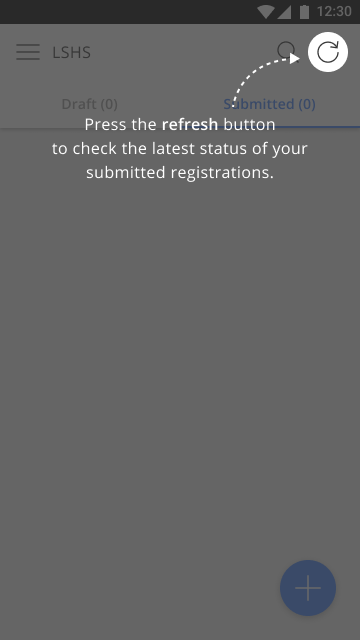 12:30
LSHS
Draft (0)
Submitted (0)
Press the refresh button
to check the latest status of your
submitted registrations.